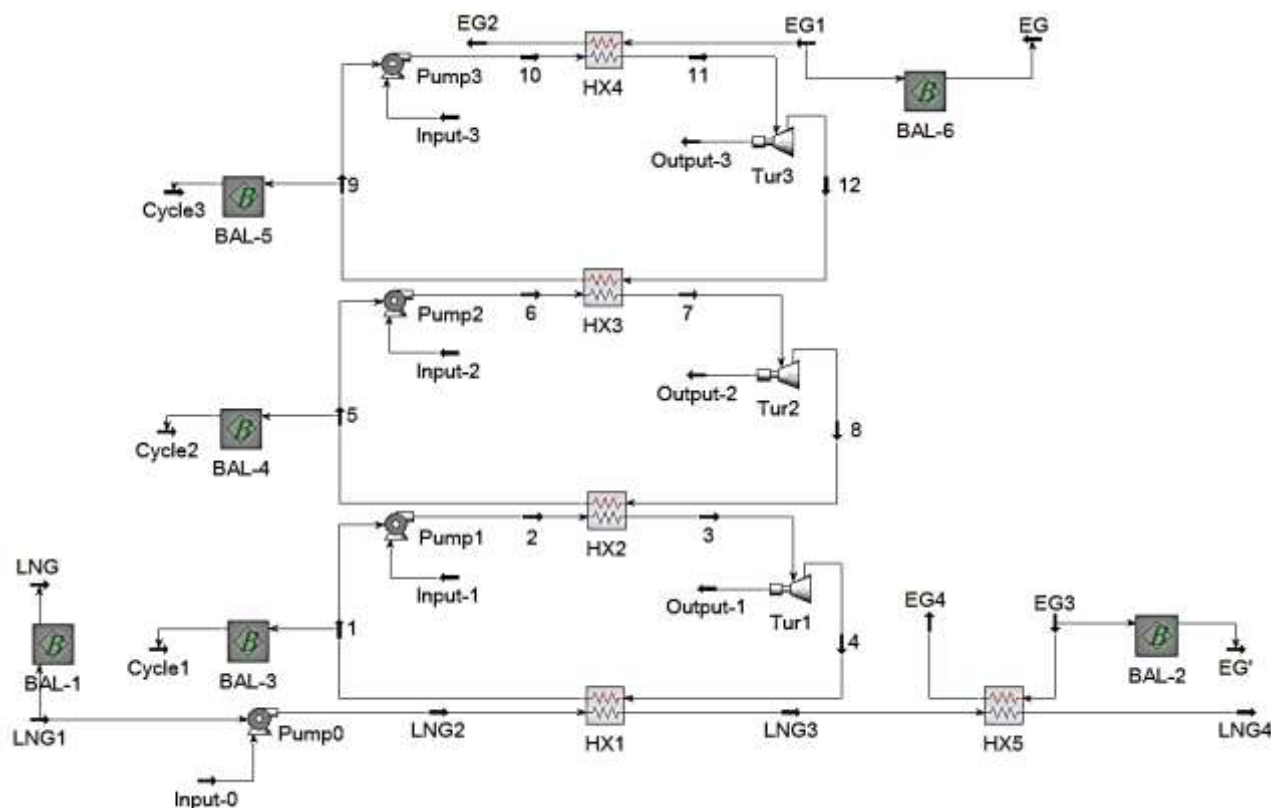 EG2
EG1
EG
Pump3
10
HX4
11
BAL-6
Input-3
Output-3
Tur3
Cycle3
BAL-5
9
12
Pump2
6
HX3
7
Input-2
Output-2
Tur2
Cycle2
BAL-4
5
8
Pump1
2
HX2
3
LNG
Input-1
Output-1
Tur1
EG4
EG3
B
Cycle1
BAL-3
1
4
BAL-2
EG'
BAL-1
LNG1
Pump0
LNG2
HX1
LNG3
HX5
LNG4
Input-0
B
B
B
B
B